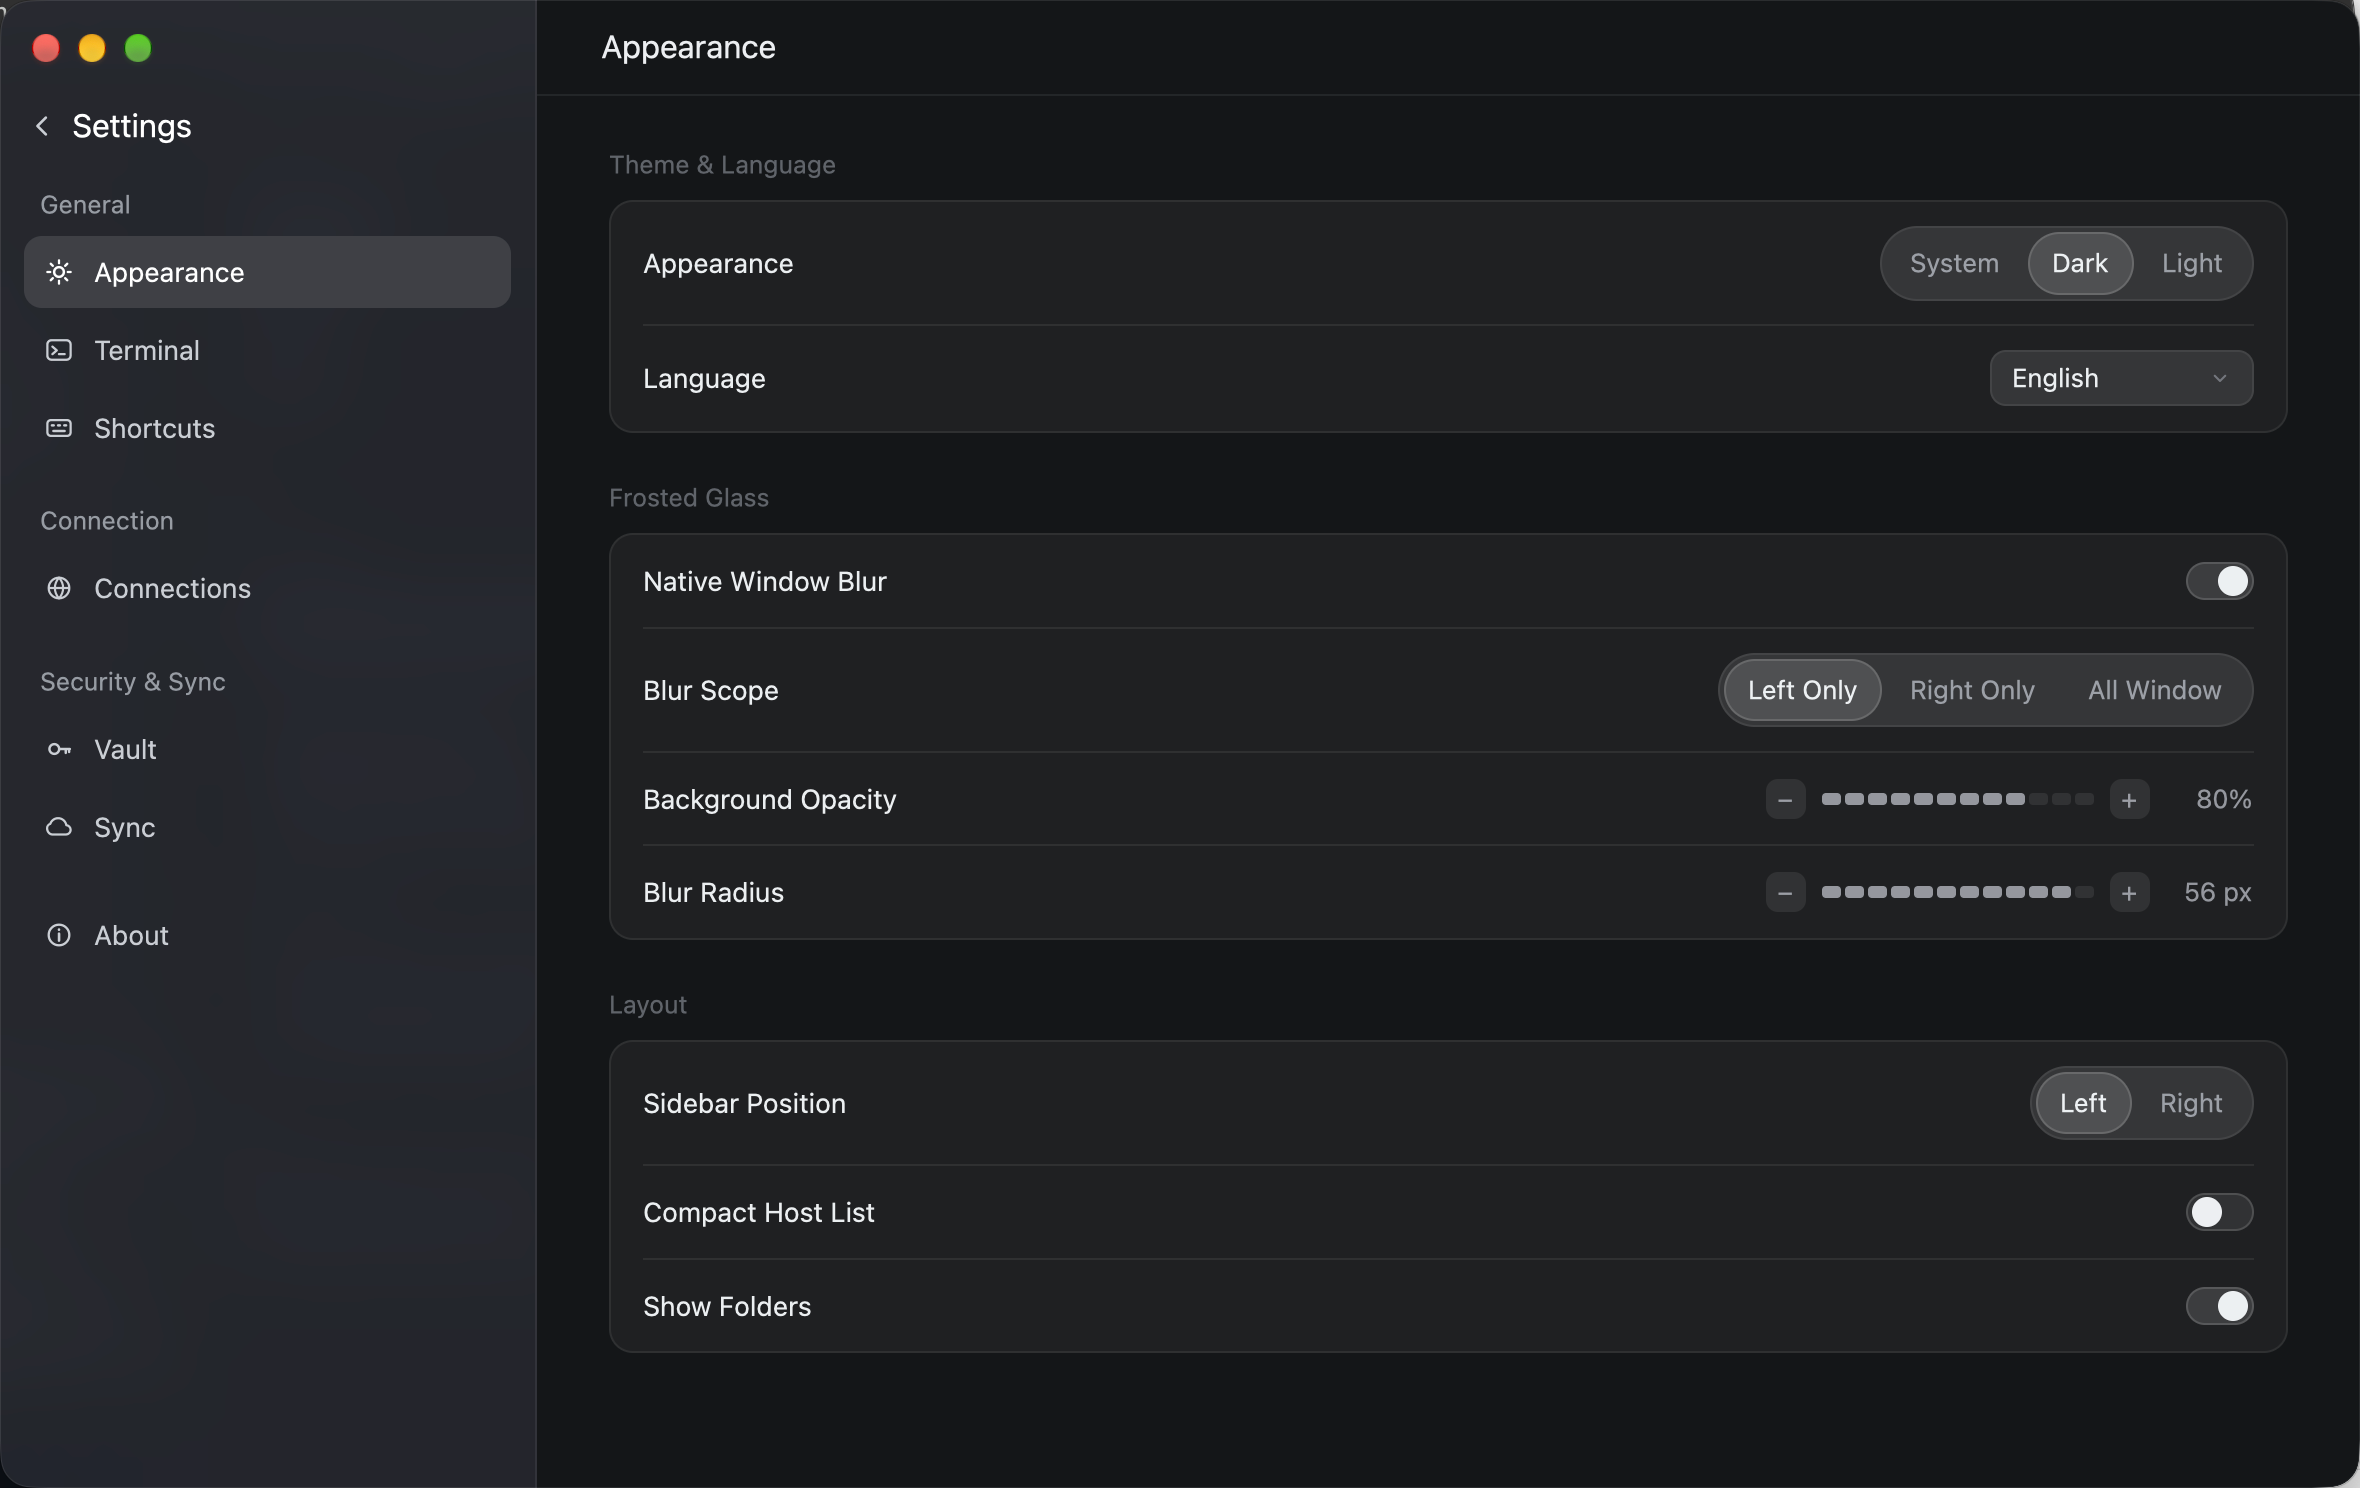 Settings
General
Appearance
Terminal
Shortcuts
Connection
Connections
Security & Sync
Vault
Sync
About
Appearance
Theme & Language
Appearance
System Dark Light
Language
English
Frosted Glass
Native Window Blur
Blur Scope
Left Only Right Only All Window
Background Opacity
− + 80%
Blur Radius
− + 56 px
Layout
Sidebar Position
Left Right
Compact Host List
Show Folders